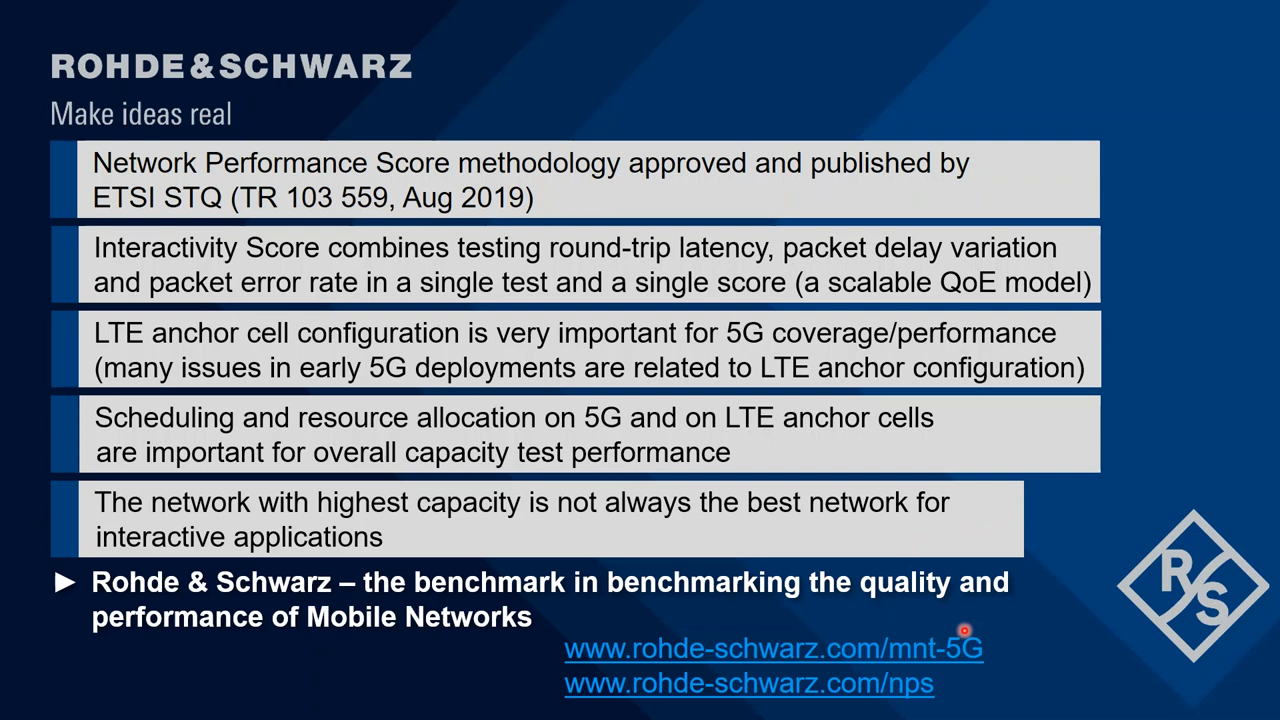 ROHDE&SCHWARZ
Make ideas real
Network Performance Score methodology approved and published by
ETSI STQ (TR 103 559, Aug 2019)
Interactivity Score combines testing round-trip latency, packet delay variation
and packet error rate in a single test and a single score (a scalable QoE model)
LTE anchor cell configuration is very important for 5G coverage/performance
(many issues in early 5G deployments are related to LTE anchor configuration)
Scheduling and resource allocation on 5G and on LTE anchor cells
are important for overall capacity test performance
The network with highest capacity is not always the best network for
interactive applications
► Rohde & Schwarz – the benchmark in benchmarking the quality and
performance of Mobile Networks
www.rohde-schwarz.com/mnt-5G
www.rohde-schwarz.com/nps
R/S